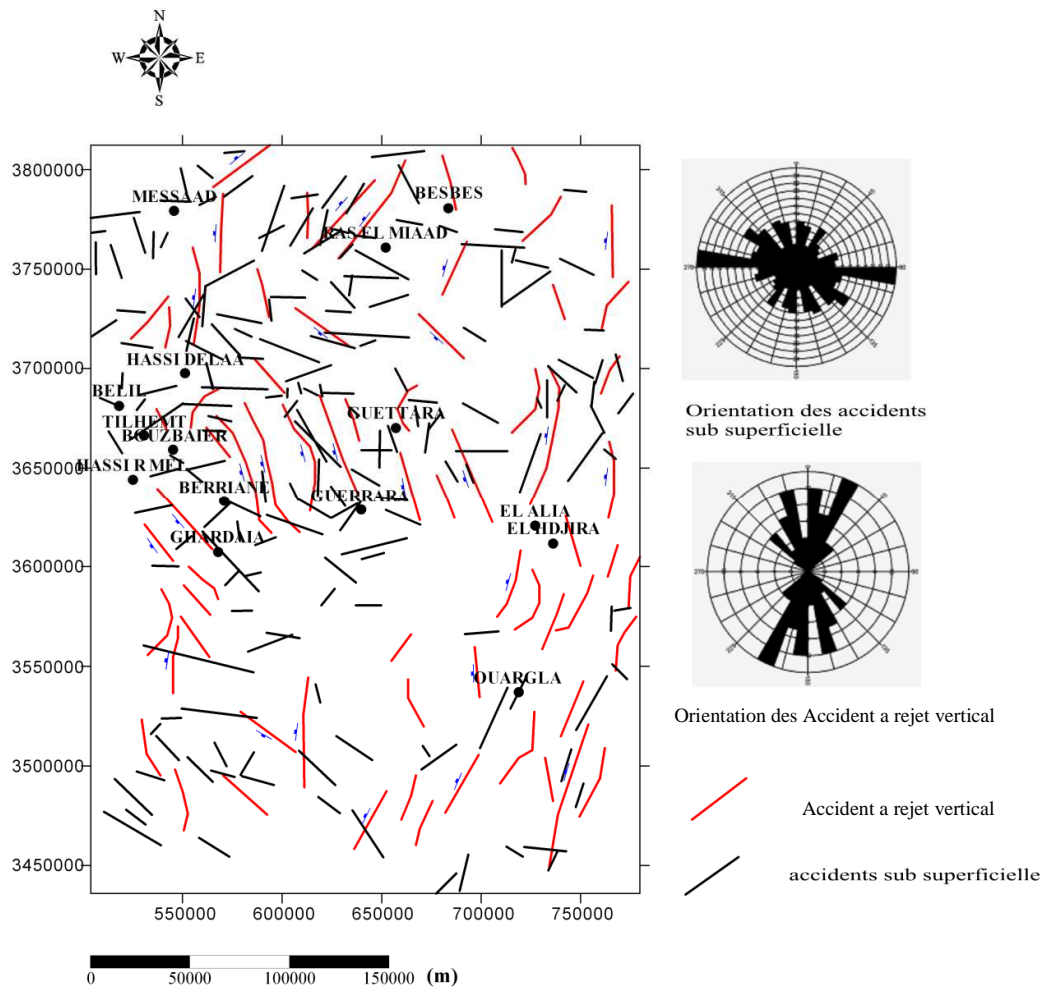 N
W E
S
3800000
3750000
3700000
3650000
3600000
3550000
3500000
3450000
MESSAAD
BESBES
RAS EL MIAAD
HASSI DELAA
BELIL
TILHEMT
BOUZBAIER
HASSI R MEL
BERRIANE
GHARDAIA
GUETTARA
GUERRARA
EL ALIA
EL HDJIRA
OUARGLA
550000 600000 650000 700000 750000
0 50000 100000 150000 (m)
Orientation des accidents
sub superficielle
Orientation des Accident a rejet vertical
Accident a rejet vertical
accidents sub superficielle